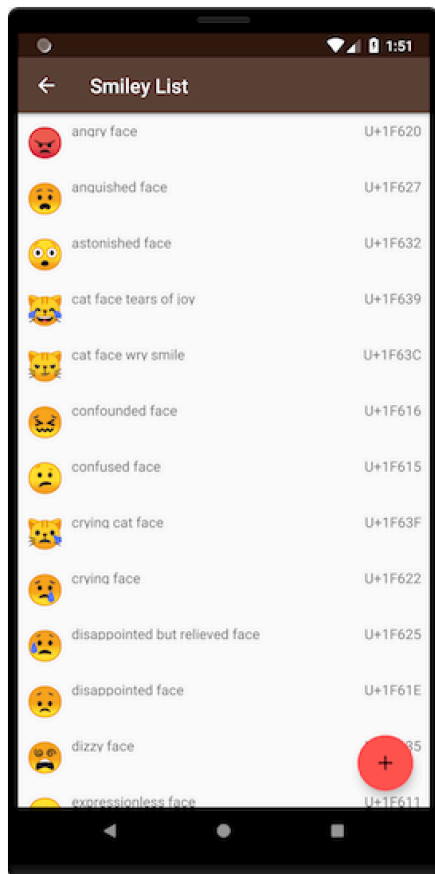 1:51
Smiley List
angry face U+1F620
anguished face U+1F627
astonished face U+1F632
cat face tears of joy U+1F639
cat face wry smile U+1F63C
confounded face U+1F616
confused face U+1F615
crying cat face U+1F63F
crying face U+1F622
disappointed but relieved face U+1F625
disappointed face U+1F61E
dizzy face
expressionless face U+1F611